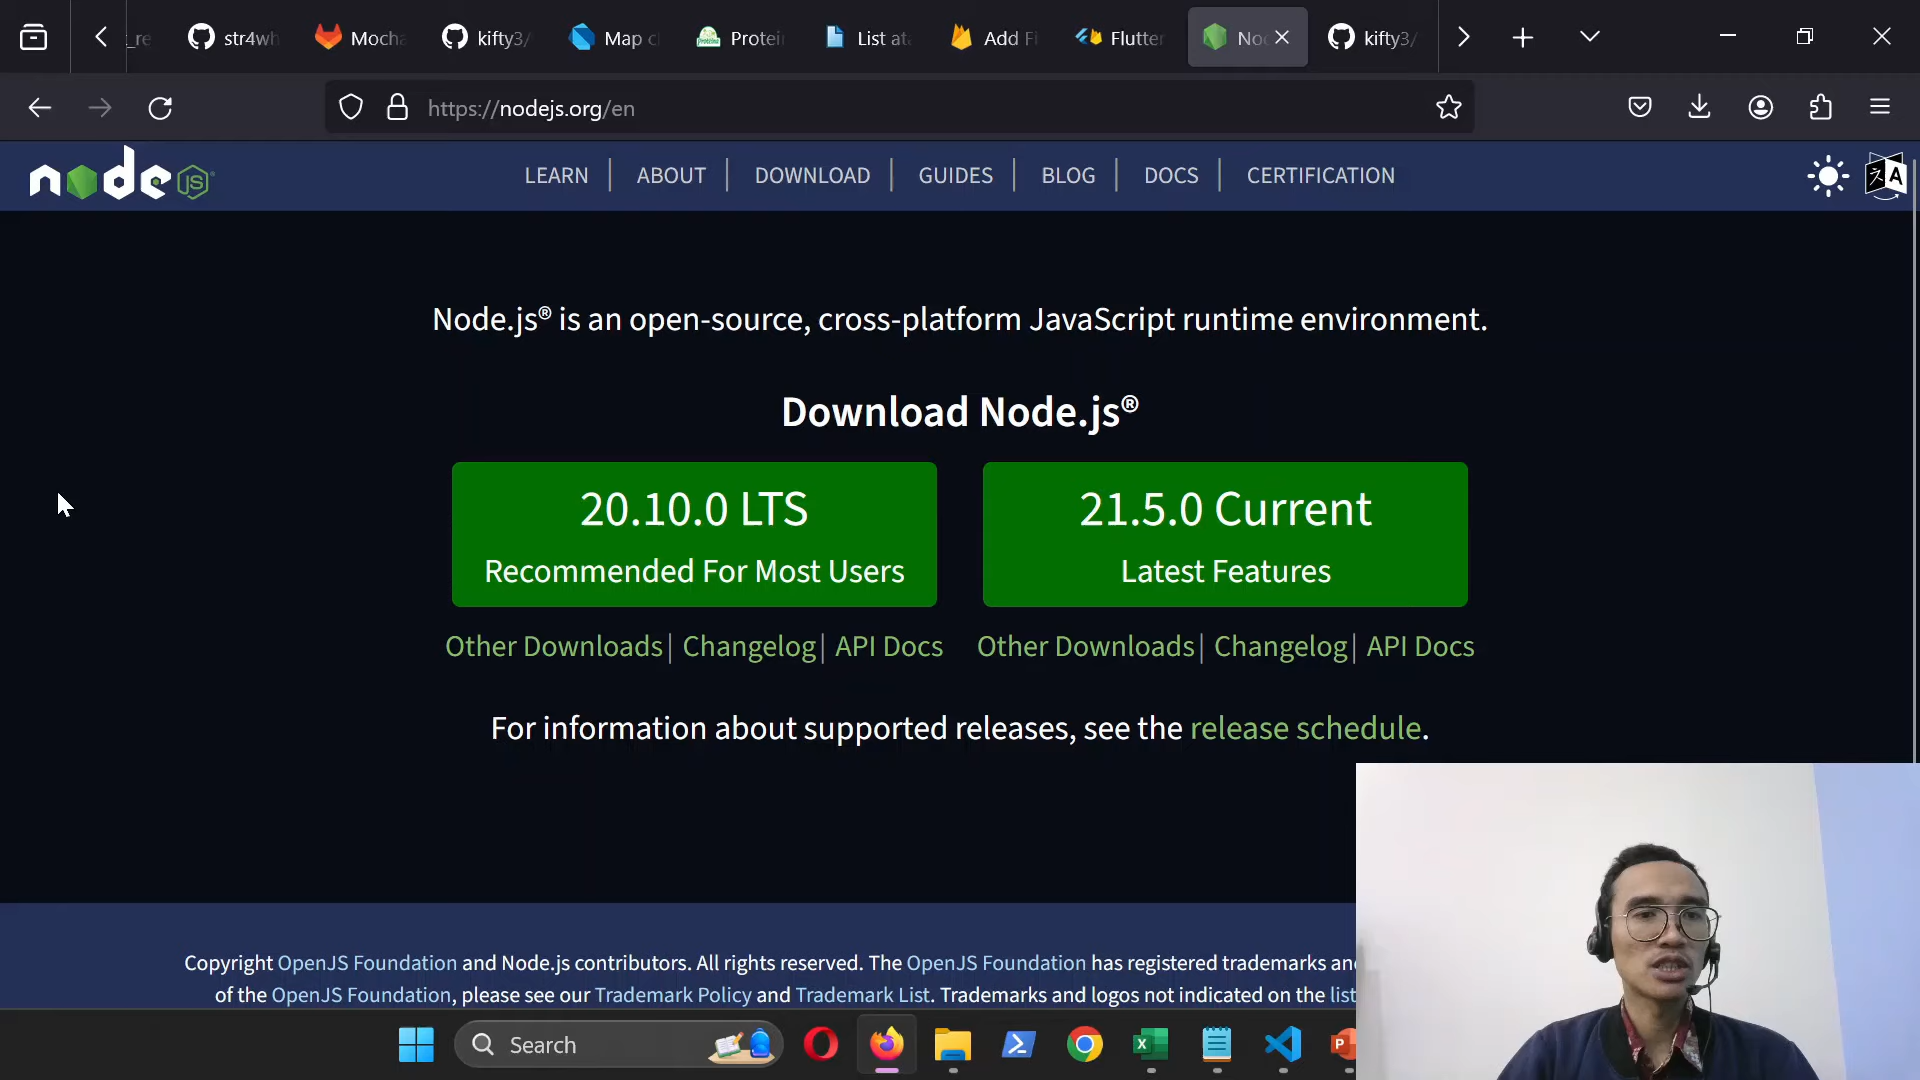 _re
str4wh
Mocha
kifty3/
Map c
Protei
List at
Add Fl
Flutter
No
kifty3/
https://nodejs.org/en
node JS
LEARN
ABOUT
DOWNLOAD
GUIDES
BLOG
DOCS
CERTIFICATION
Node.js® is an open-source, cross-platform JavaScript runtime environment.
Download Node.js®
20.10.0 LTS
Recommended For Most Users
21.5.0 Current
Latest Features
Other Downloads | Changelog | API Docs
Other Downloads | Changelog | API Docs
For information about supported releases, see the release schedule.
Copyright OpenJS Foundation and Node.js contributors. All rights reserved. The OpenJS Foundation has registered trademarks an
of the OpenJS Foundation, please see our Trademark Policy and Trademark List. Trademarks and logos not indicated on the list
Search